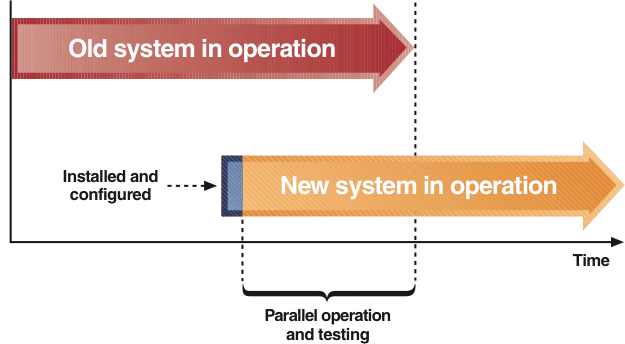 Old system in operation
Installed and
configured
New system in operation
Time
Parallel operation
and testing